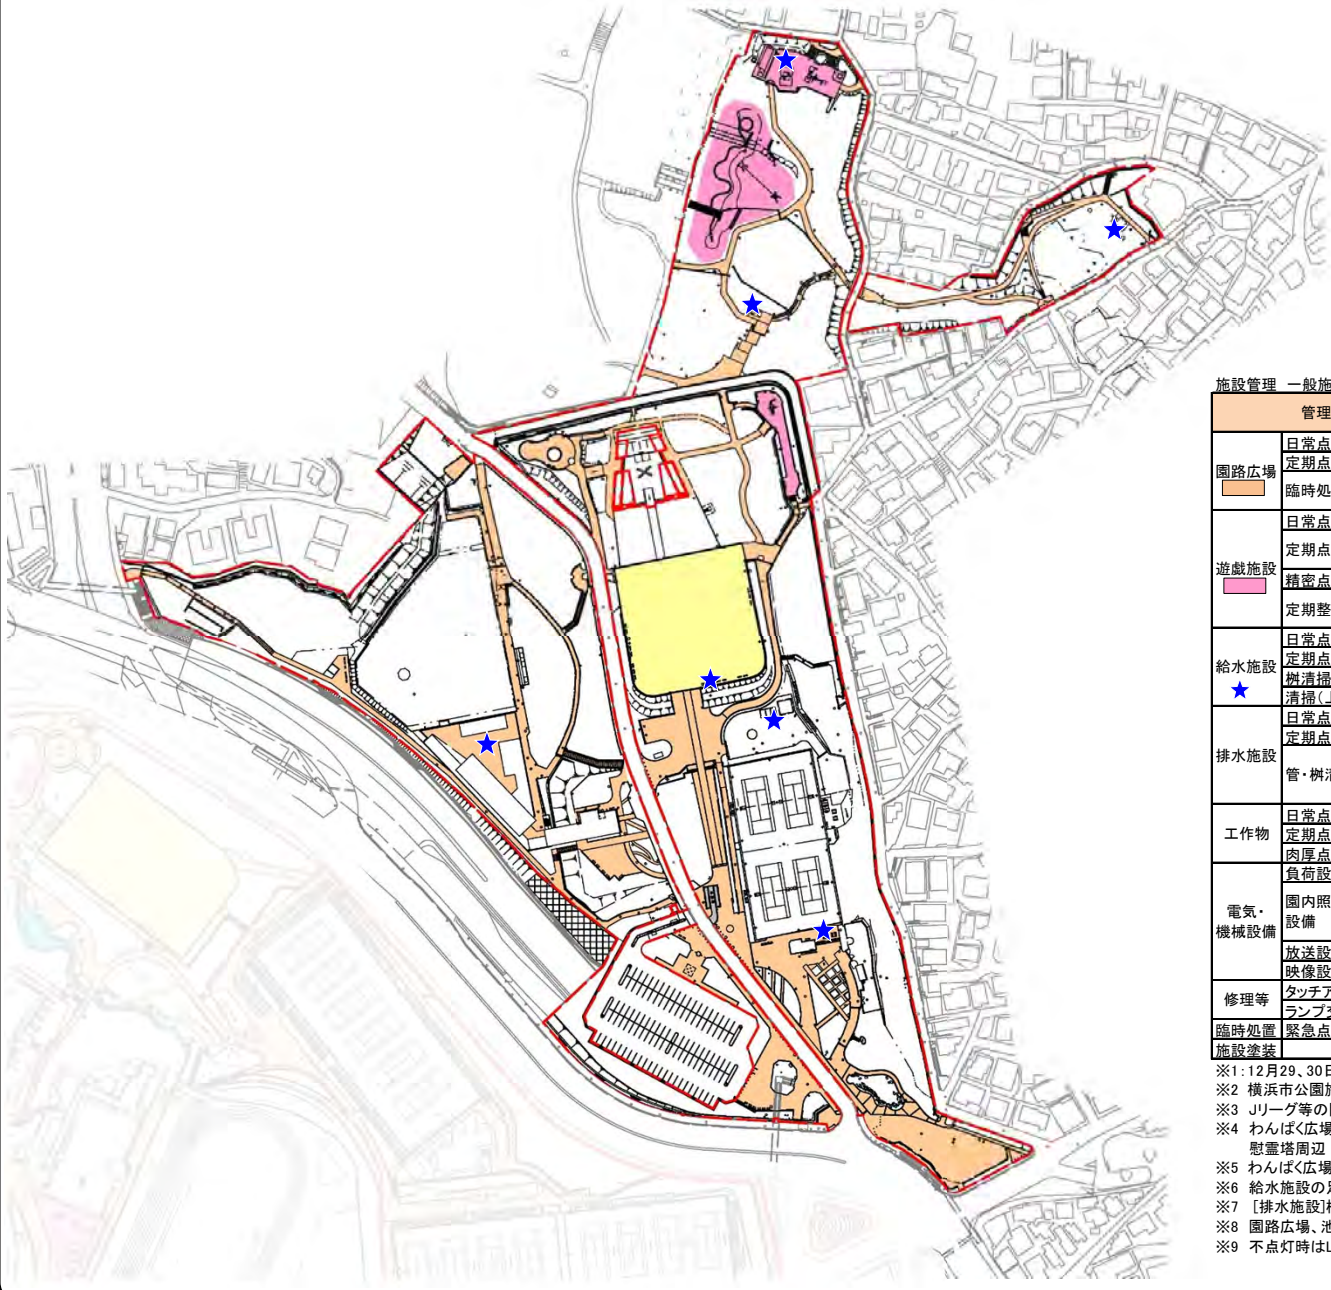 施設管理 一般施
管理
園路広場
日常点
定期点
臨時処
遊戯施設
日常点
定期点
精密点
定期整
給水施設
★
日常点
定期点
桝清掃
清掃(
排水施設
日常点
定期点
管・桝清
工作物
日常点
定期点
肉厚点
電気・
機械設備
負荷設
園内照
設備
放送設
映像設
修理等
タッチア
ランプ
臨時処置 緊急点
施設塗装
※1:12月29、30日
※2 横浜市公園施
※3 Jリーグ等の
※4 わんぱく広場
慰霊塔周辺
※5 わんぱく広場
※6 給水施設の
※7 [排水施設]
※8 園路広場、池
※9 不点灯時はL